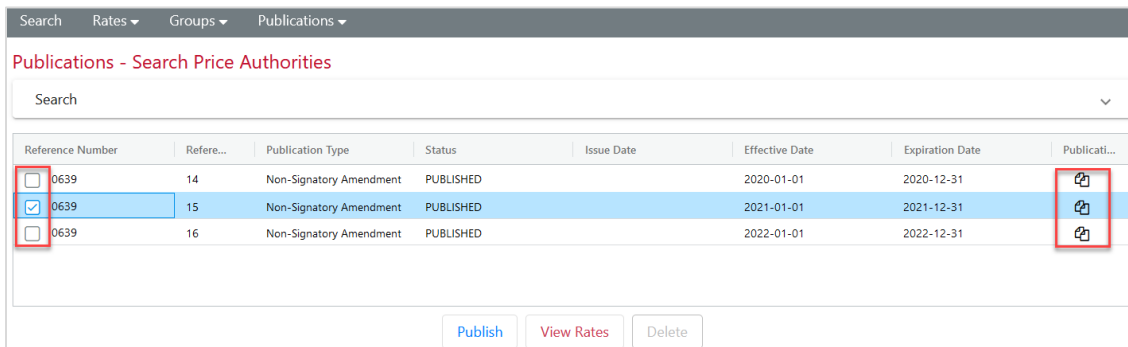 Search Rates Groups Publications
Publications - Search Price Authorities
Search
Reference Number Refere... Publication Type Status Issue Date Effective Date Expiration Date Publicati...
0639 14 Non-Signatory Amendment PUBLISHED 2020-01-01 2020-12-31
0639 15 Non-Signatory Amendment PUBLISHED 2021-01-01 2021-12-31
0639 16 Non-Signatory Amendment PUBLISHED 2022-01-01 2022-12-31
Publish View Rates Delete